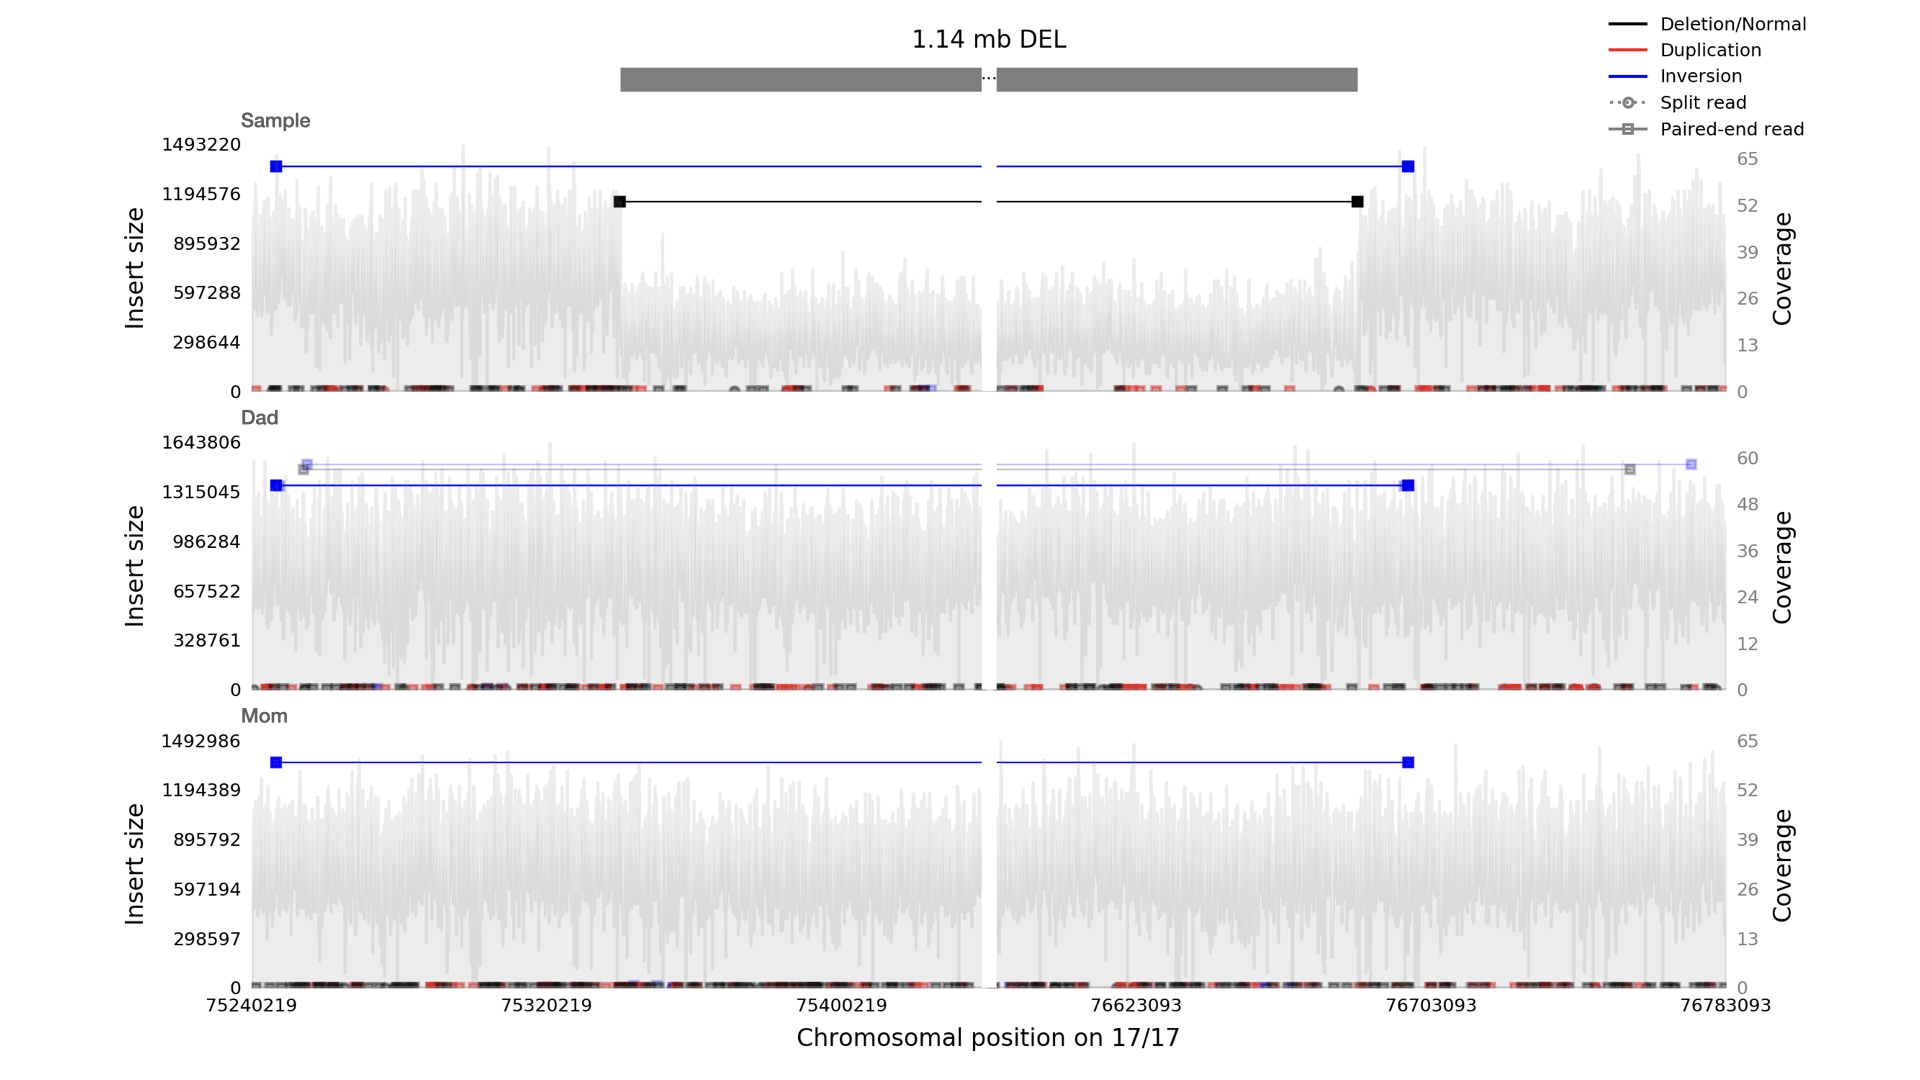 1.14 mb DEL
...
Deletion/Normal
Duplication
Inversion
Split read
Paired-end read
Sample
1493220
1194576
895932
597288
298644
0
Insert size
65
52
39
26
13
0
Coverage
Dad
1643806
1315045
986284
657522
328761
0
Insert size
60
48
36
24
12
0
Coverage
Mom
1492986
1194389
895792
597194
298597
0
Insert size
65
52
39
26
13
0
Coverage
75240219 75320219 75400219 76623093 76703093 76783093
Chromosomal position on 17/17